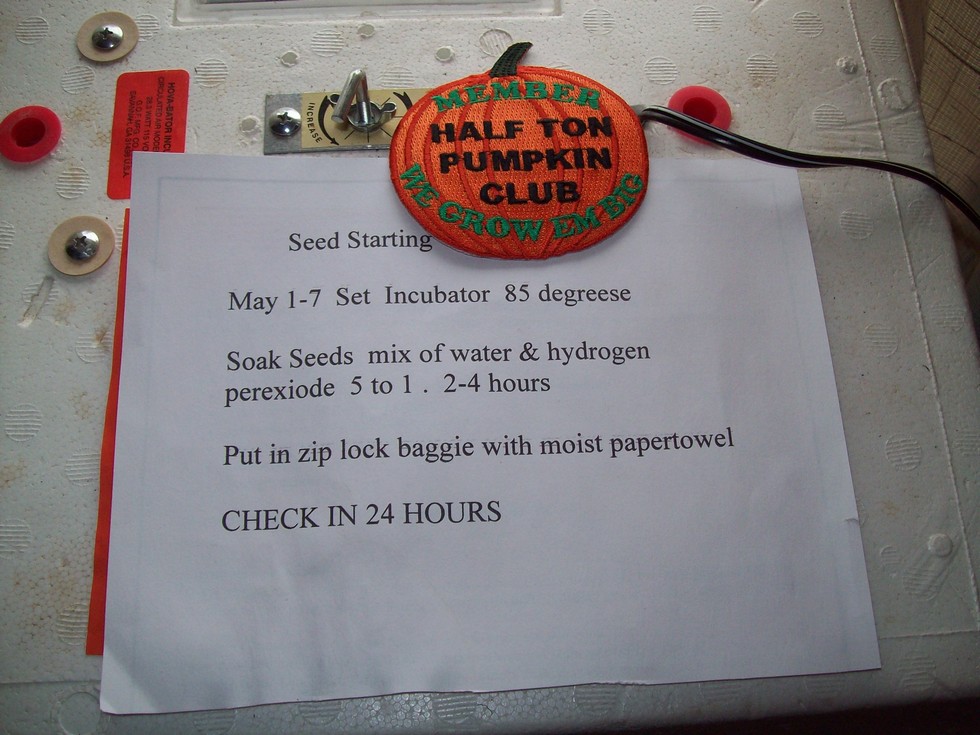 MEMBER
HALF TON
PUMPKIN
CLUB
WE GROW EM BIG
INCREASE
Seed Starting
May 1-7 Set Incubator 85 degreese
Soak Seeds mix of water & hydrogen
perexiode 5 to 1 . 2-4 hours
Put in zip lock baggie with moist papertowel
CHECK IN 24 HOURS